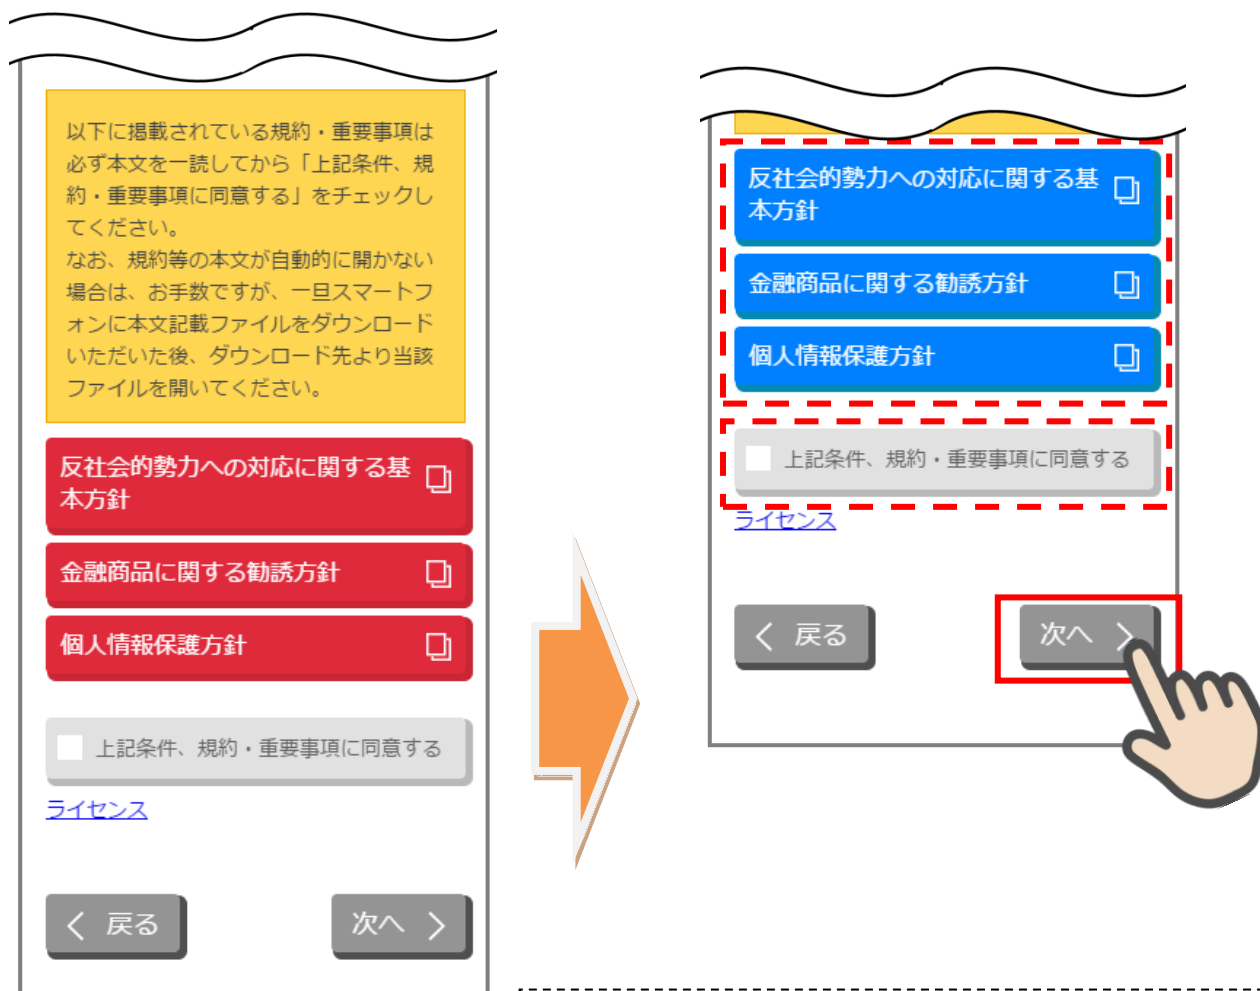 以下に掲載されている規約・重要事項は
必ず本文を一読してから「上記条件、規
約・重要事項に同意する」をチェックし
てください。
なお、規約等の本文が自動的に開かない
場合は、お手数ですが、一旦スマートフ
ォンに本文記載ファイルをダウンロード
いただいた後、ダウンロード先より当該
ファイルを開いてください。
反社会的勢力への対応に関する基
本方針
金融商品に関する勧誘方針
個人情報保護方針
上記条件、規約・重要事項に同意する
ライセンス
戻る
次へ
反社会的勢力への対応に関する基
本方針
金融商品に関する勧誘方針
個人情報保護方針
上記条件、規約・重要事項に同意する
ライセンス
戻る
次へ